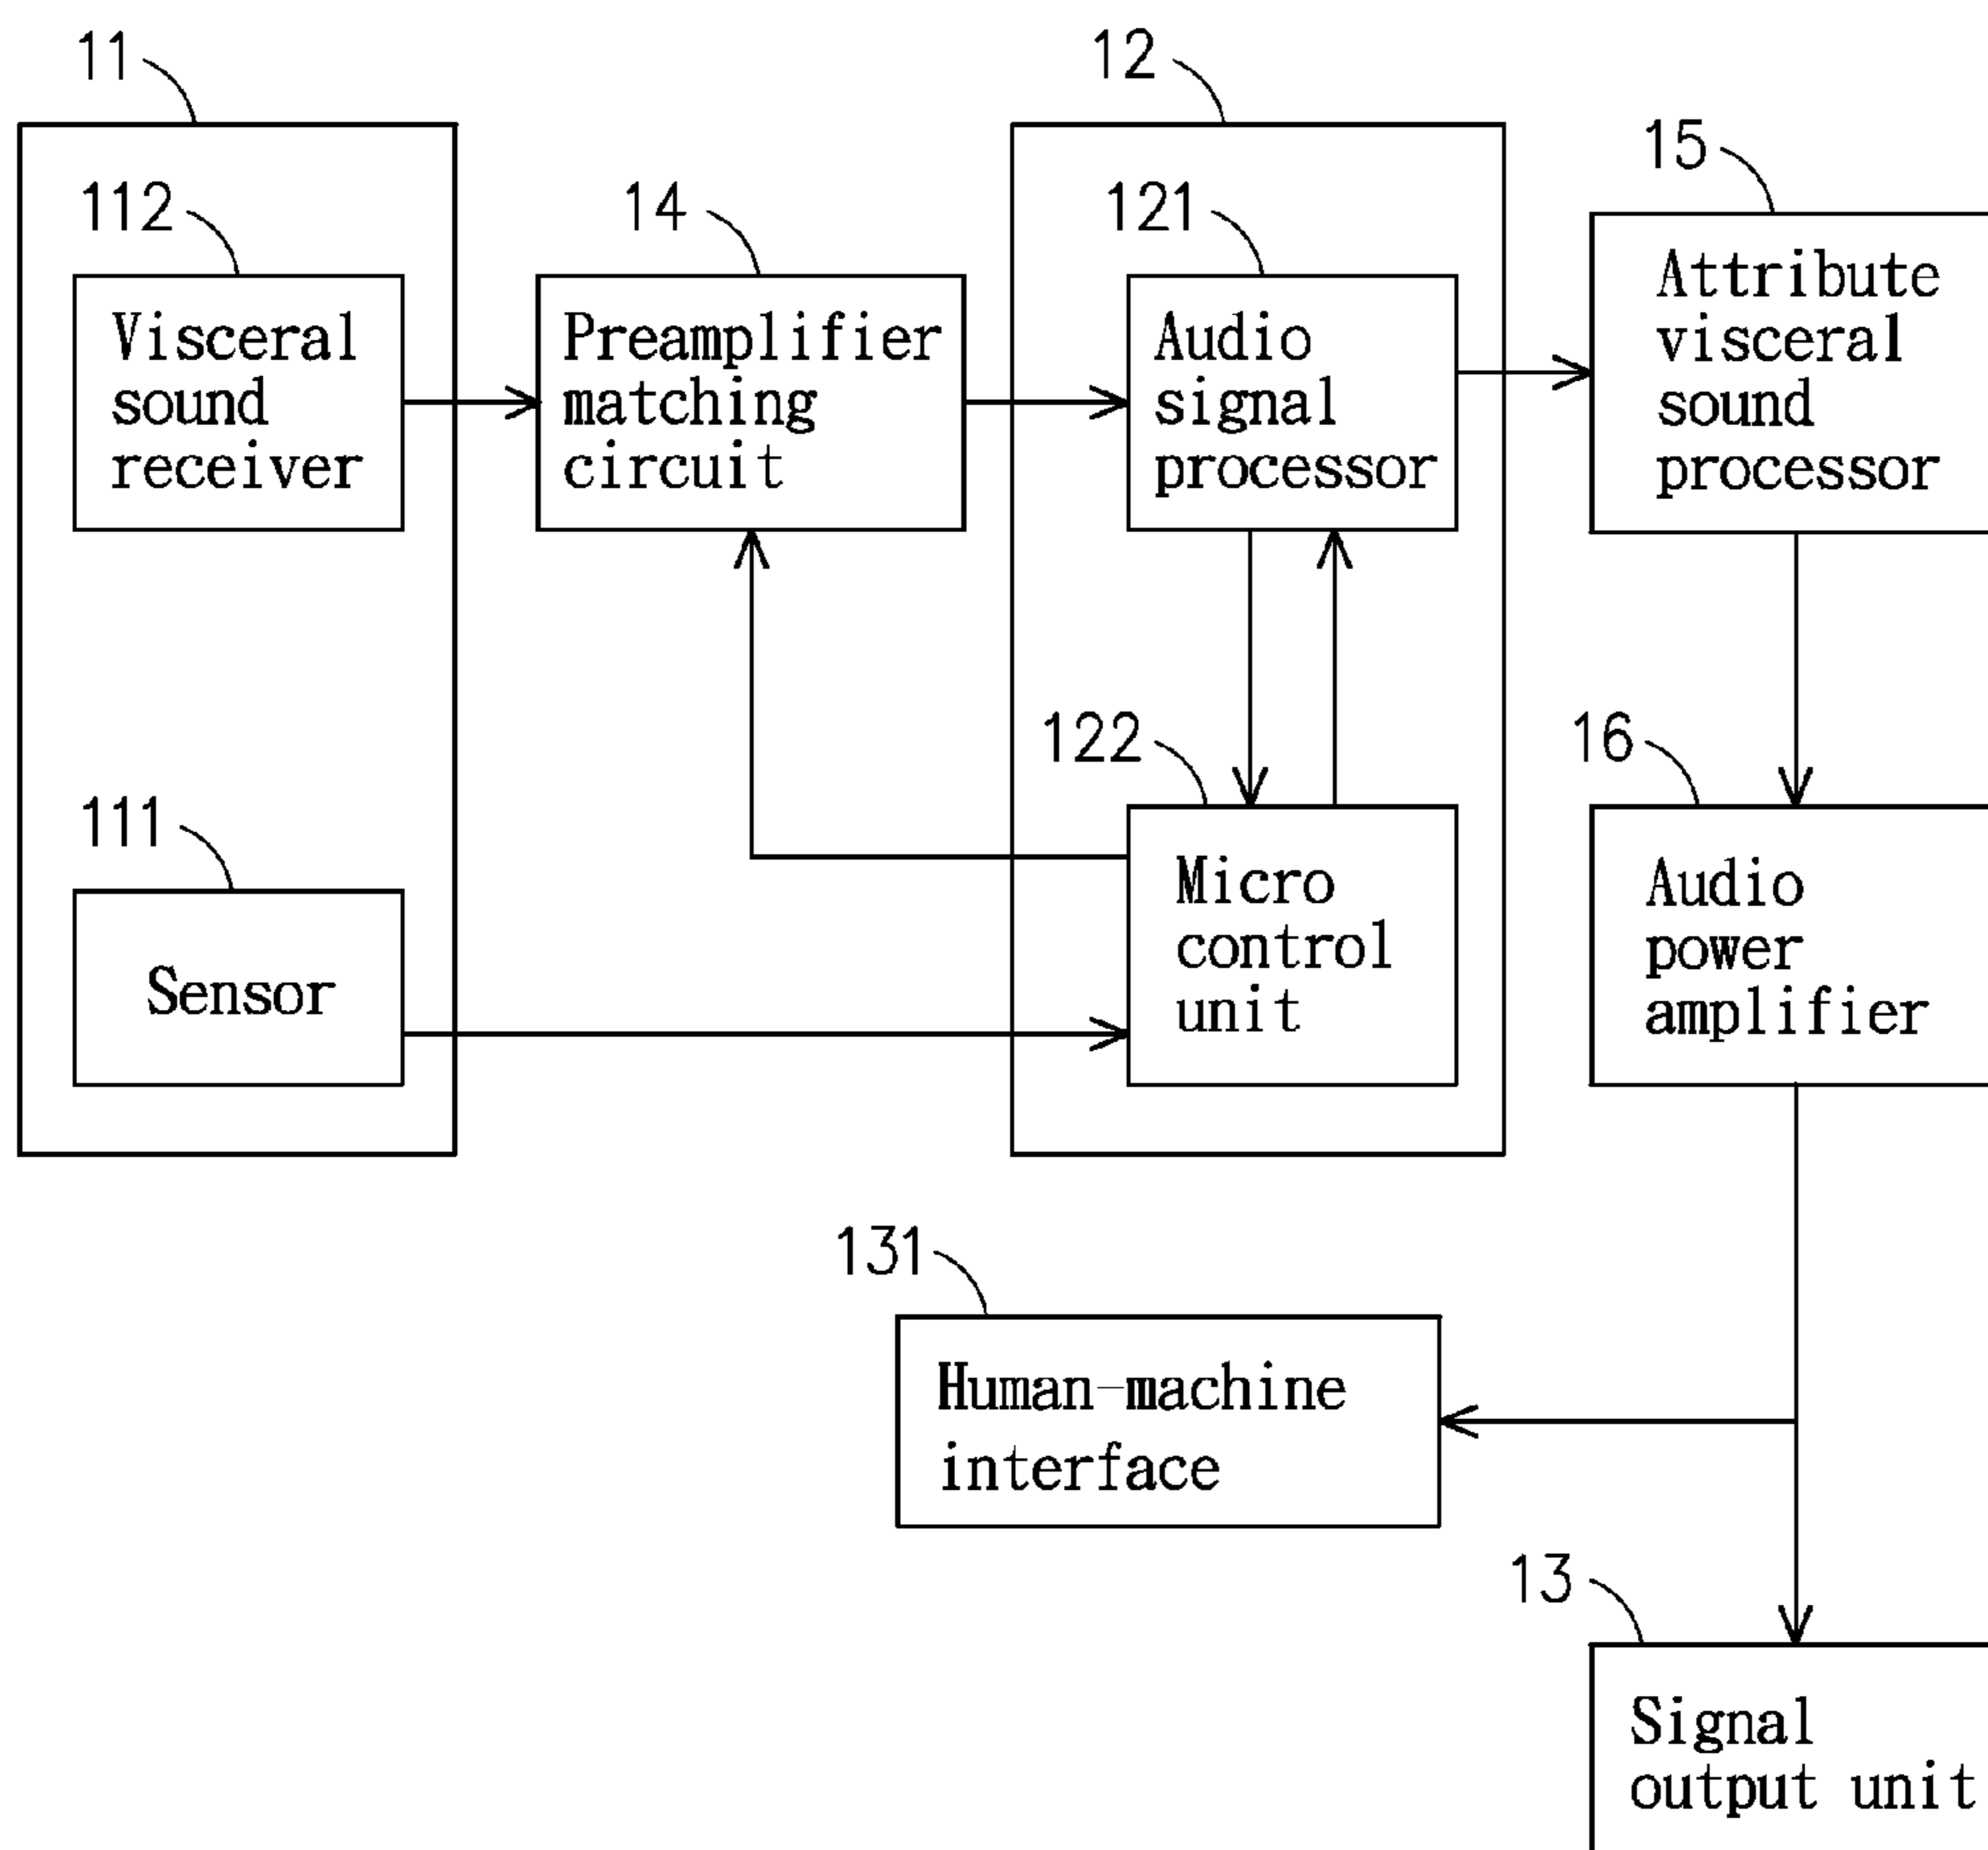 11
12
15
112
14
121
Visceral
sound
receiver
Preamplifier
matching
circuit
Audio
signal
processor
Attribute
visceral
sound
processor
122
16
111
Sensor
Micro
control
unit
Audio
power
amplifier
131
Human-machine
interface
13
Signal
output unit